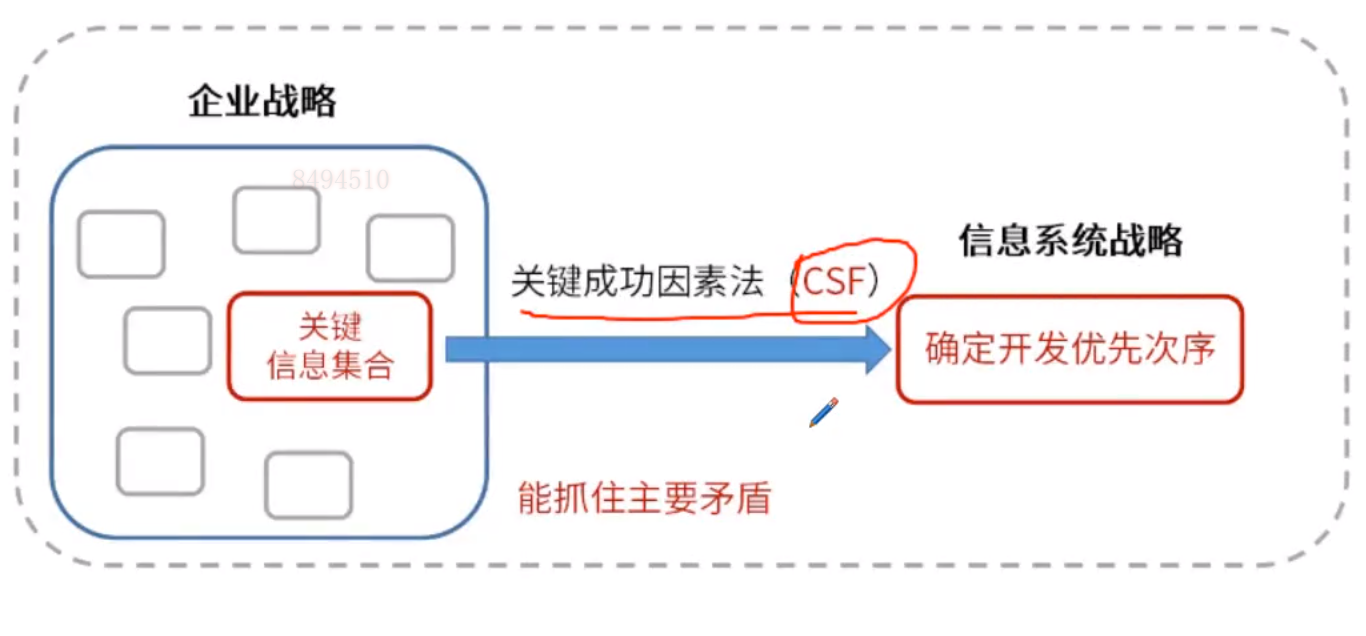 企业战略
8494510
信息系统战略
关键成功因素法（CSF）
关键
信息集合
确定开发优先次序
能抓住主要矛盾